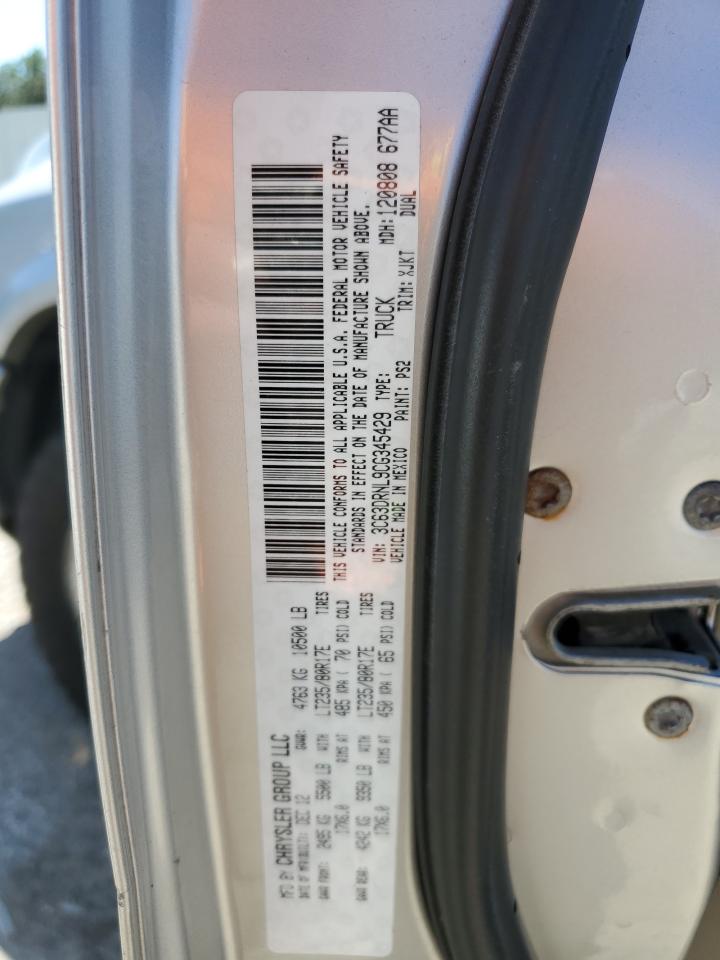 MFD BY CHRYSLER GROUP LLC
DATE OF MFR(BUILT): DEC 12 GVWR: 4763 KG 10500 LB
GAWR FRONT: 2495 KG 5500 LB WITH LT235/80R17E TIRES
17X6.0 RIMS AT 485 KPA ( 70 PSI) COLD
GAWR REAR: 4242 KG 9350 LB WITH LT235/80R17E TIRES
17X6.0 RIMS AT 450 KPA ( 65 PSI) COLD
THIS VEHICLE CONFORMS TO ALL APPLICABLE U.S.A. FEDERAL MOTOR VEHICLE SAFETY
STANDARDS IN EFFECT ON THE DATE OF MANUFACTURE SHOWN ABOVE.
VIN: 3C63DRNL9CG345429 TYPE: TRUCK MDH:120808 677AA
VEHICLE MADE IN MEXICO PAINT: PS2 TRIM: XJKT DUAL